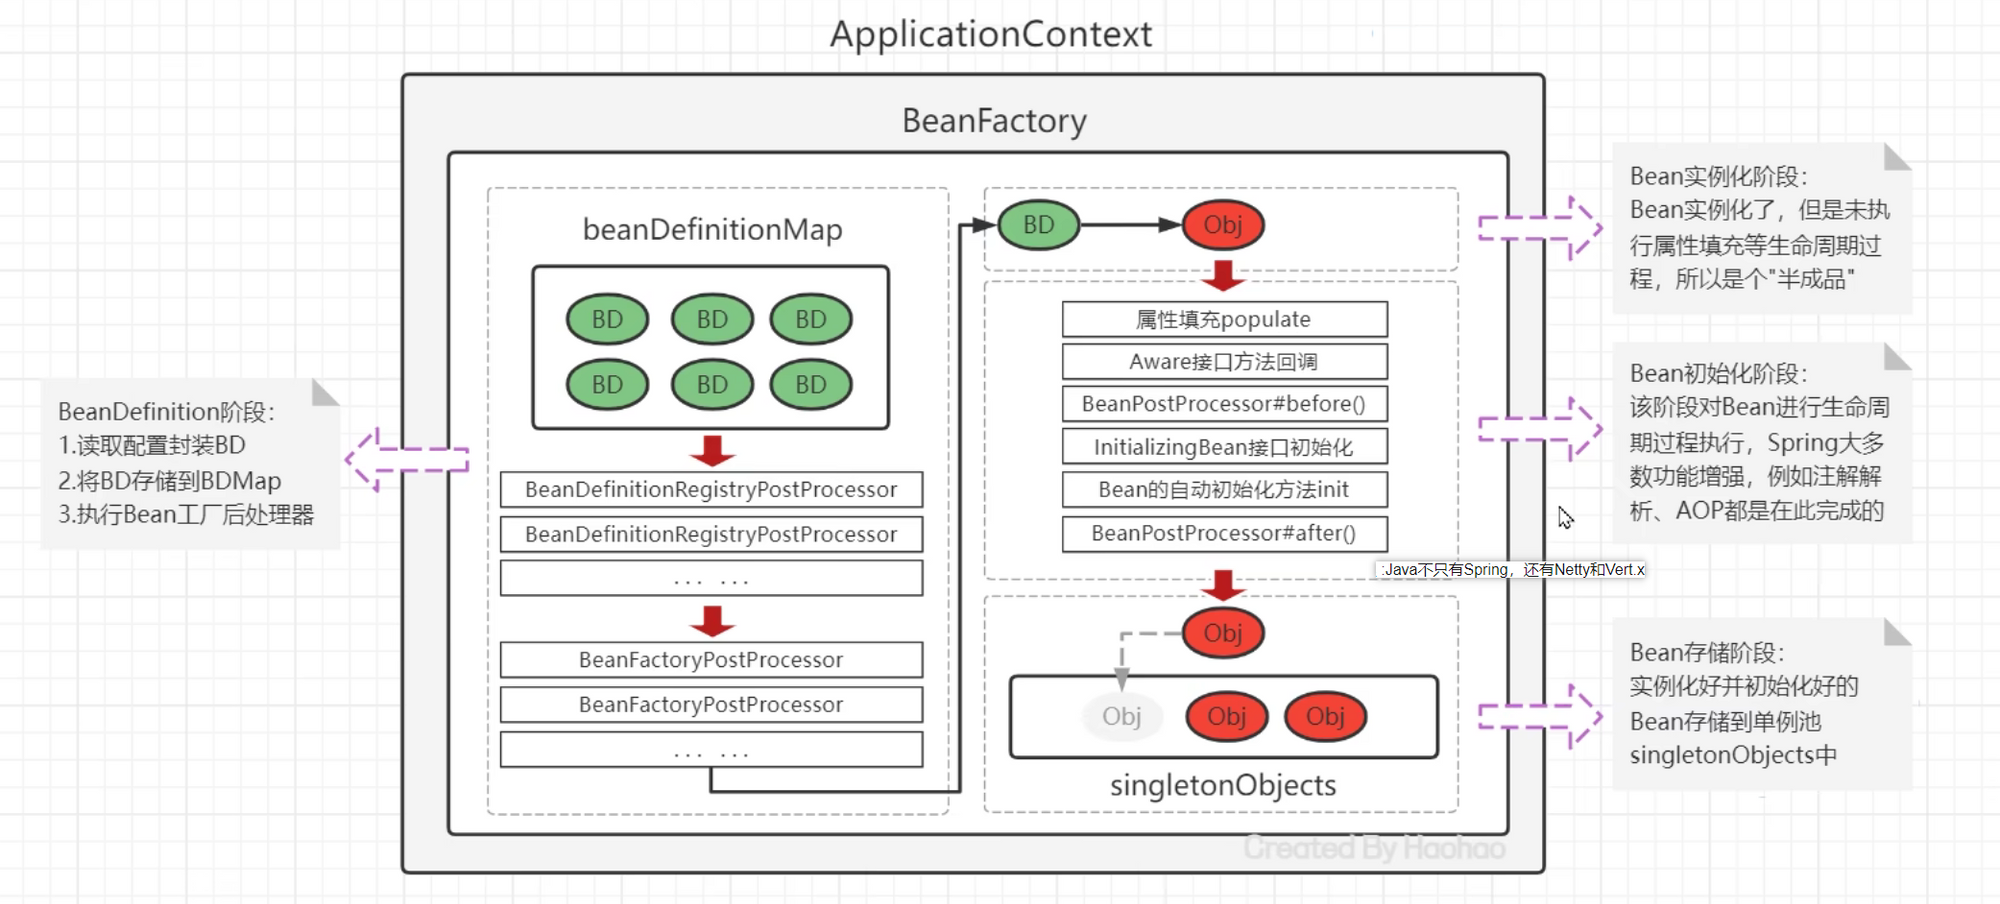 ApplicationContext
BeanFactory
beanDefinitionMap
BD BD BD
BD BD BD
BeanDefinitionRegistryPostProcessor
BeanDefinitionRegistryPostProcessor
... ...
BeanFactoryPostProcessor
BeanFactoryPostProcessor
... ...
BeanDefinition阶段：
1.读取配置封装BD
2.将BD存储到BDMap
3.执行Bean工厂后处理器
BD Obj
属性填充populate
Aware接口方法回调
BeanPostProcessor#before()
InitializingBean接口初始化
Bean的自动初始化方法init
BeanPostProcessor#after()
Obj
Obj Obj Obj
singletonObjects
Bean实例化阶段：
Bean实例化了，但是未执
行属性填充等生命周期过
程，所以是个"半成品"
Bean初始化阶段：
该阶段对Bean进行生命周
期过程执行，Spring大多
数功能增强，例如注解解
析、AOP都是在此完成的
:Java不只有Spring，还有Netty和Vert.x
Bean存储阶段：
实例化好并初始化好的
Bean存储到单例池
singletonObjects中
Created By Haohao